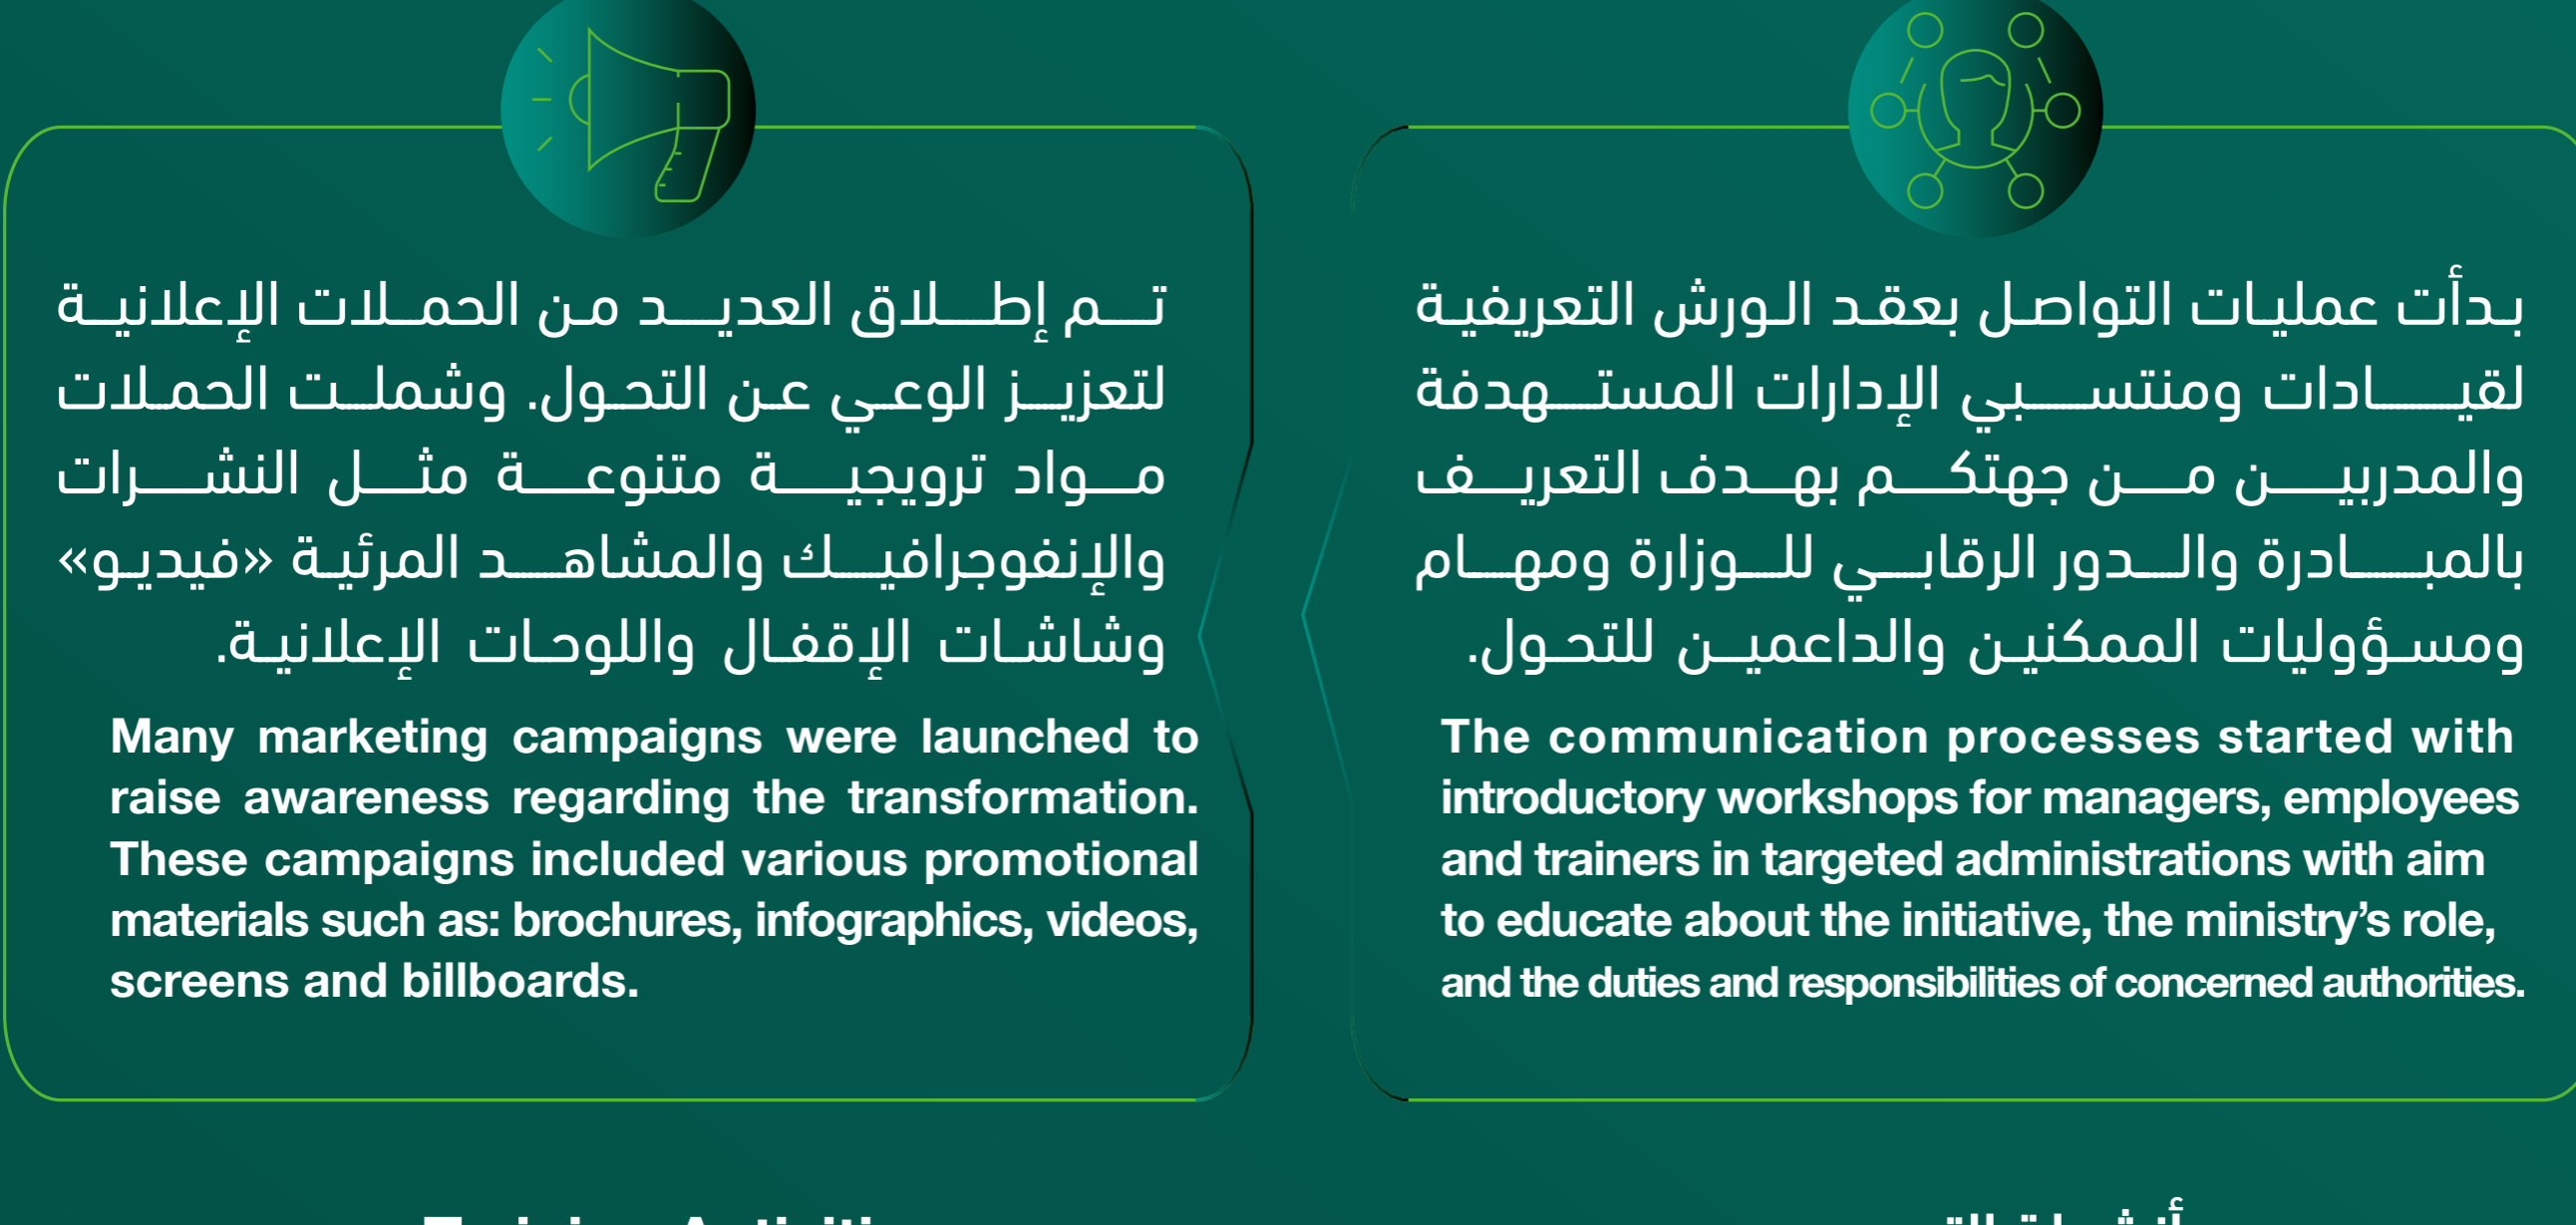 بدأت عمليات التواصل بعقد الورش التعريفية
لقيادات ومنتسبي الإدارات المستهدفة
والمدربين من جهتكم بهدف التعريف
بالمبادرة والدور الرقابي للوزارة ومهام
ومسؤوليات الممكنين والداعمين للتحول.
The communication processes started with
introductory workshops for managers, employees
and trainers in targeted administrations with aim
to educate about the initiative, the ministry’s role,
and the duties and responsibilities of concerned authorities.
تم إطلاق العديد من الحملات الإعلانية
لتعزيز الوعي عن التحول. وشملت الحملات
مواد ترويجية متنوعة مثل النشرات
والإنفوجرافيك والمشاهد المرئية «فيديو»
وشاشات الإقفال واللوحات الإعلانية.
Many marketing campaigns were launched to
raise awareness regarding the transformation.
These campaigns included various promotional
materials such as: brochures, infographics, videos,
screens and billboards.